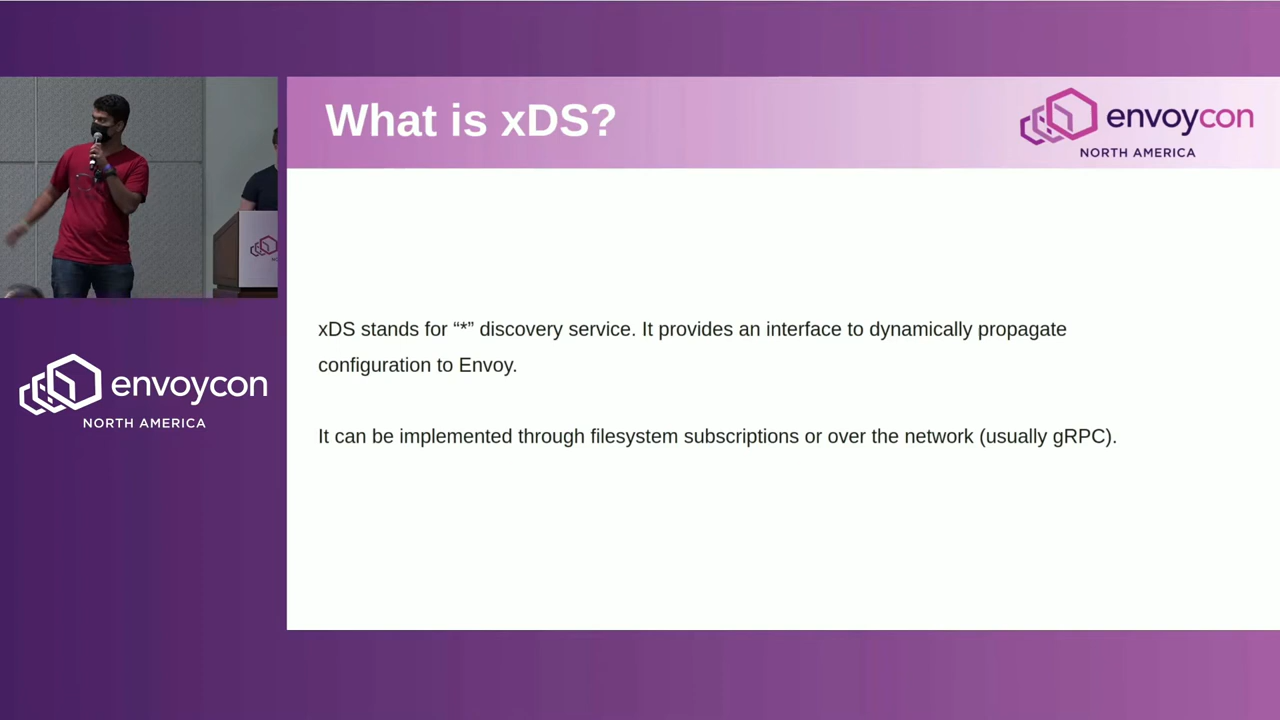 What is xDS?
envoycon
NORTH AMERICA
xDS stands for “*” discovery service. It provides an interface to dynamically propagate
configuration to Envoy.
It can be implemented through filesystem subscriptions or over the network (usually gRPC).
envoycon
NORTH AMERICA